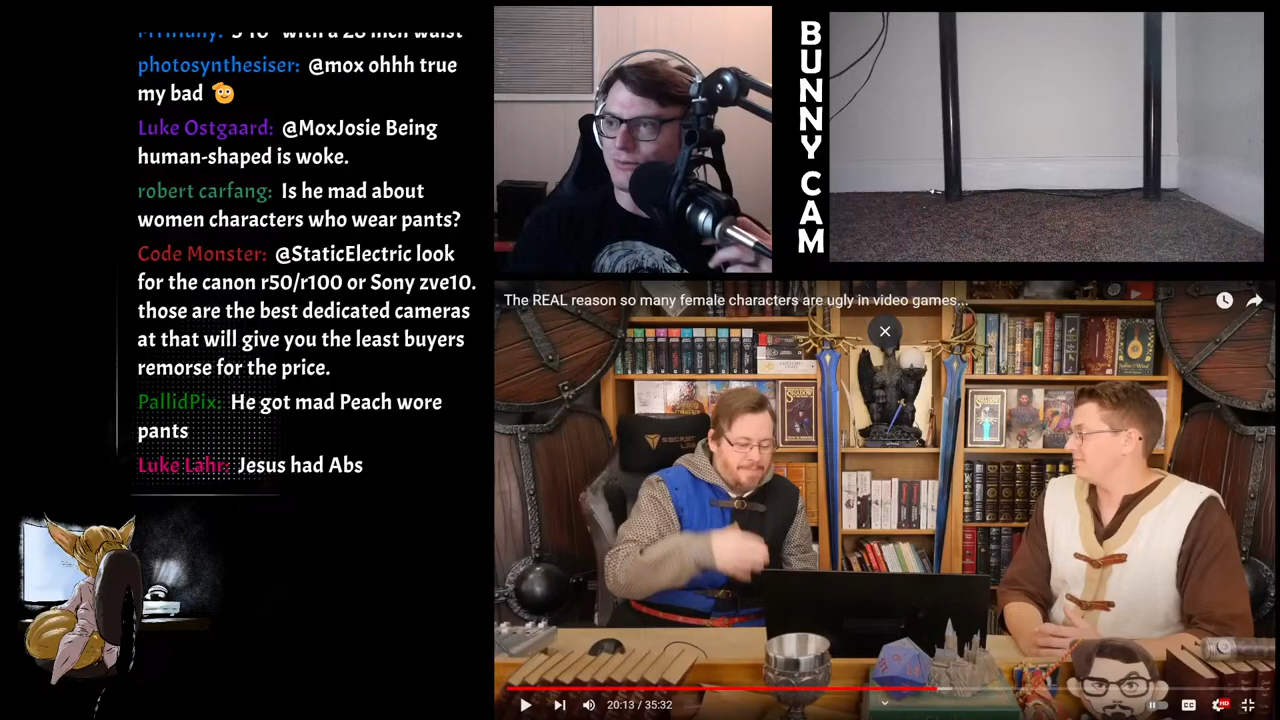 photosynthesiser: @mox ohhh true
my bad
Luke Ostgaard: @MoxJosie Being
human-shaped is woke.
robert carfang: Is he mad about
women characters who wear pants?
Code Monster: @StaticElectric look
for the canon r50/r100 or Sony zve10.
those are the best dedicated cameras
at that will give you the least buyers
remorse for the price.
PallidPix: He got mad Peach wore
pants
Luke Lahr: Jesus had Abs
BUNNY CAM
The REAL reason so many female characters are ugly in video games...
20:13 / 35:32
CC
HD